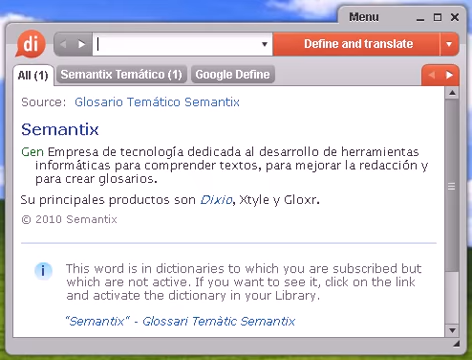 Menu
di
Define and translate
All (1)
Semantix Temático (1)
Google Define
Source: Glosario Temático Semantix
Semantix
Gen Empresa de tecnología dedicada al desarrollo de herramientas
informáticas para comprender textos, para mejorar la redacción y
para crear glosarios.
Su principales productos son Dixio, Xtyle y Gloxr.
© 2010 Semantix
i
This word is in dictionaries to which you are subscribed but
which are not active. If you want to see it, click on the link
and activate the dictionary in your Library.
"Semantix" - Glossari Temàtic Semantix